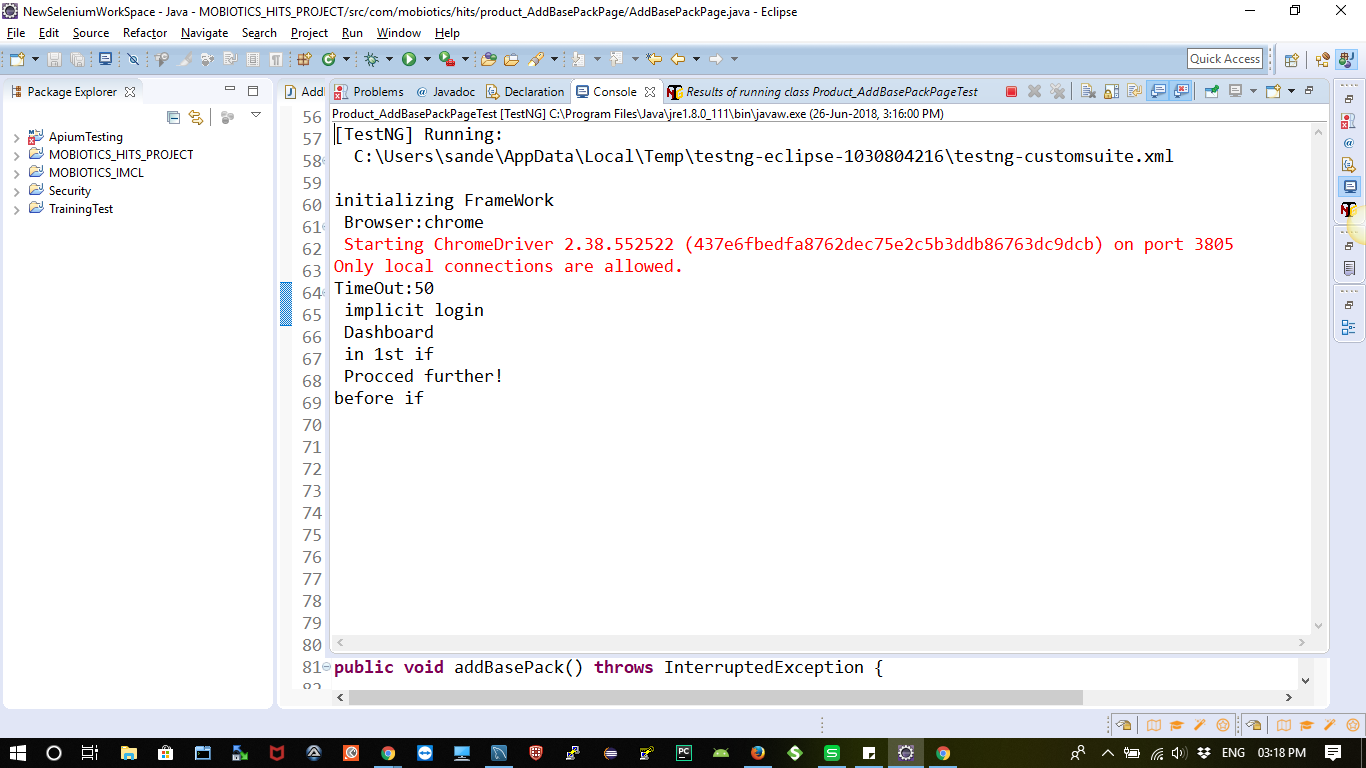 NewSeleniumWorkSpace - Java - MOBIOTICS_HITS_PROJECT/src/com/mobiotics/hits/product_AddBasePackPage/AddBasePackPage.java - Eclipse
File Edit Source Refactor Navigate Search Project Run Window Help
Quick Access
Package Explorer
ApiumTesting
MOBIOTICS_HITS_PROJECT
MOBIOTICS_IMCL
Security
TrainingTest
Problems @ Javadoc Declaration Console Results of running class Product_AddBasePackPageTest
Product_AddBasePackPageTest [TestNG] C:\Program Files\Java\jre1.8.0_111\bin\javaw.exe (26-Jun-2018, 3:16:00 PM)
[TestNG] Running:
C:\Users\sande\AppData\Local\Temp\testng-eclipse-1030804216\testng-customsuite.xml
initializing FrameWork
Browser:chrome
Starting ChromeDriver 2.38.552522 (437e6fbedfa8762dec75e2c5b3ddb86763dc9dcb) on port 3805
Only local connections are allowed.
TimeOut:50
implicit login
Dashboard
in 1st if
Procced further!
before if
56
57
58
59
60
61
62
63
64
65
66
67
68
69
70
71
72
73
74
75
76
77
78
79
80
81 public void addBasePack() throws InterruptedException {
ENG 03:18 PM